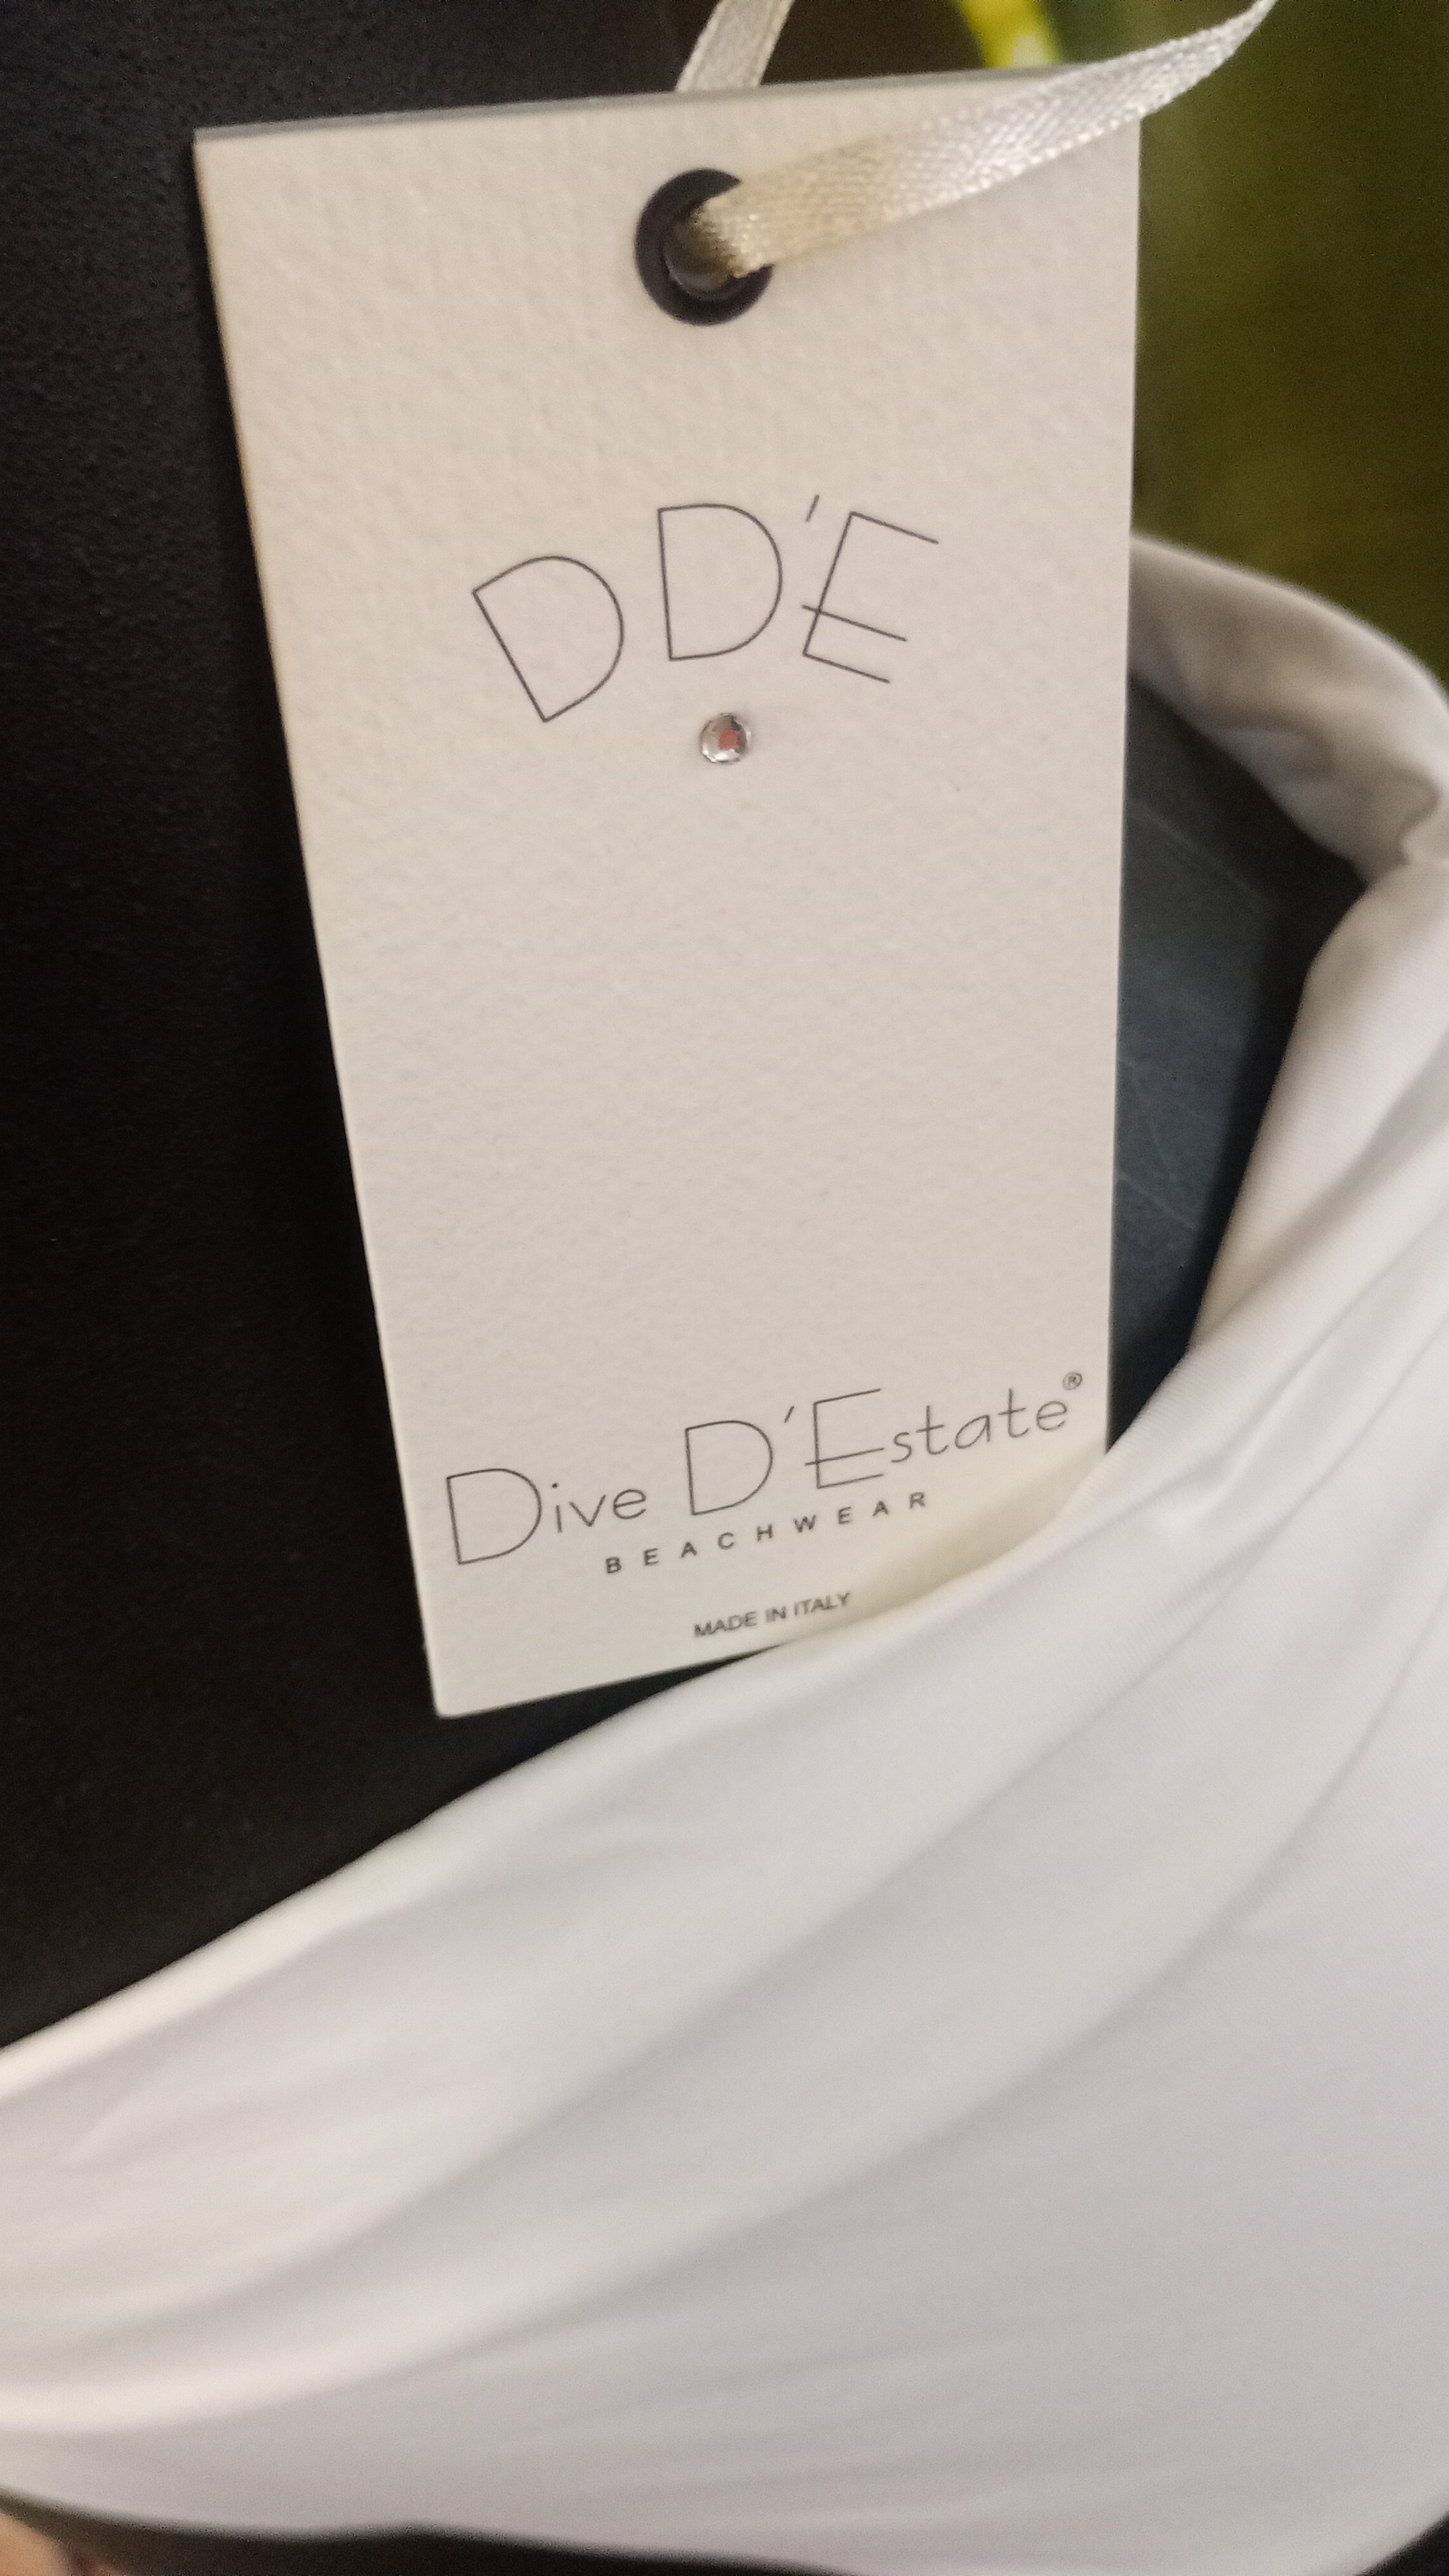 DD'E
Dive D'Estate®
BEACHWEAR
MADE IN ITALY